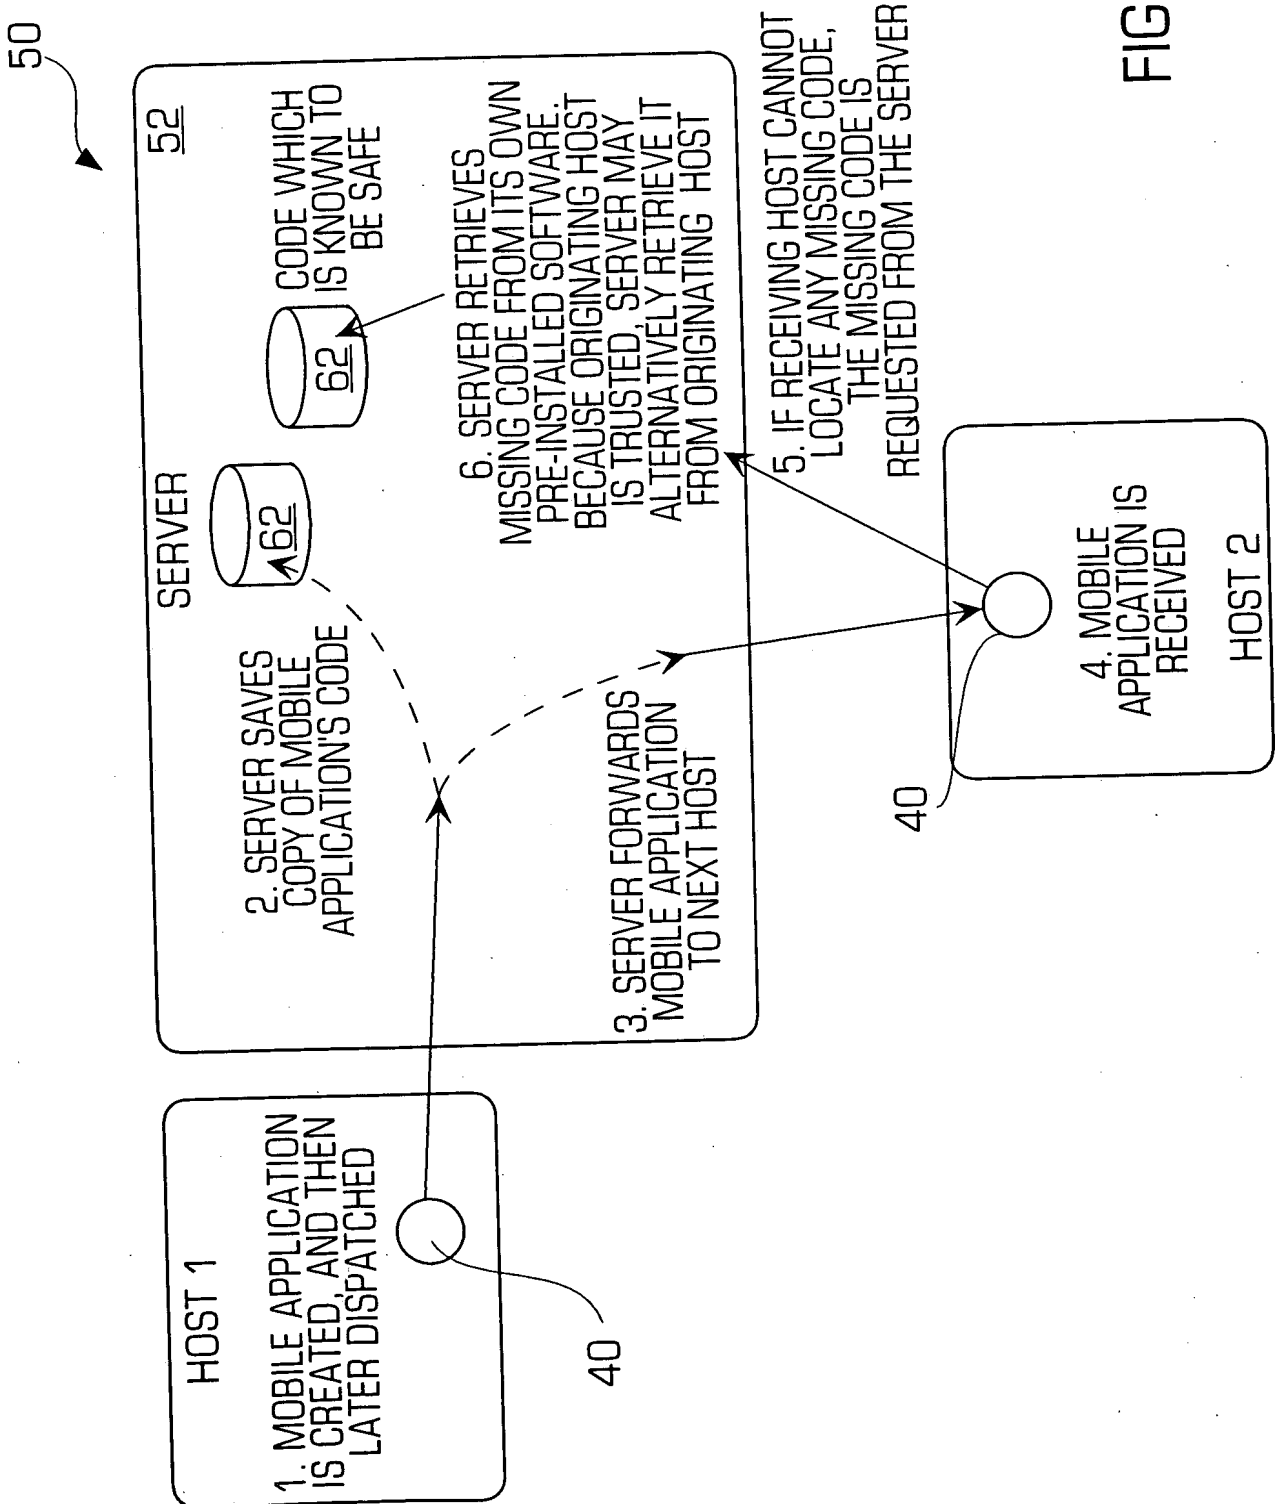 50
52
SERVER
62
62
CODE WHICH
IS KNOWN TO
BE SAFE
2. SERVER SAVES
COPY OF MOBILE
APPLICATION'S CODE
6. SERVER RETRIEVES
MISSING CODE FROM ITS OWN
PRE-INSTALLED SOFTWARE.
BECAUSE ORIGINATING HOST
IS TRUSTED, SERVER MAY
ALTERNATIVELY RETRIEVE IT
FROM ORIGINATING HOST
3. SERVER FORWARDS
MOBILE APPLICATION
TO NEXT HOST
HOST 1
1. MOBILE APPLICATION
IS CREATED, AND THEN
LATER DISPATCHED
40
5. IF RECEIVING HOST CANNOT
LOCATE ANY MISSING CODE,
THE MISSING CODE IS
REQUESTED FROM THE SERVER
40
4. MOBILE
APPLICATION IS
RECEIVED
HOST 2
FIG